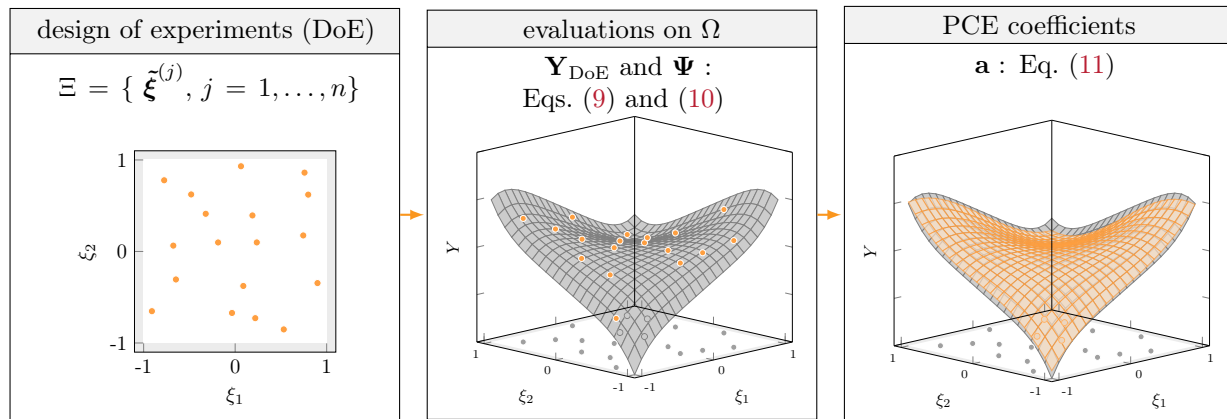 design of experiments (DoE)
Ξ = { ξ̃^(j), j = 1, . . . , n}
1
0
-1
ξ₂
-1
0
1
ξ₁
evaluations on Ω
Y_DoE and Ψ :
Eqs. (9) and (10)
Y
1
0
-1
ξ₂
-1
0
1
ξ₁
PCE coefficients
a : Eq. (11)
Y
1
0
-1
ξ₂
-1
0
1
ξ₁